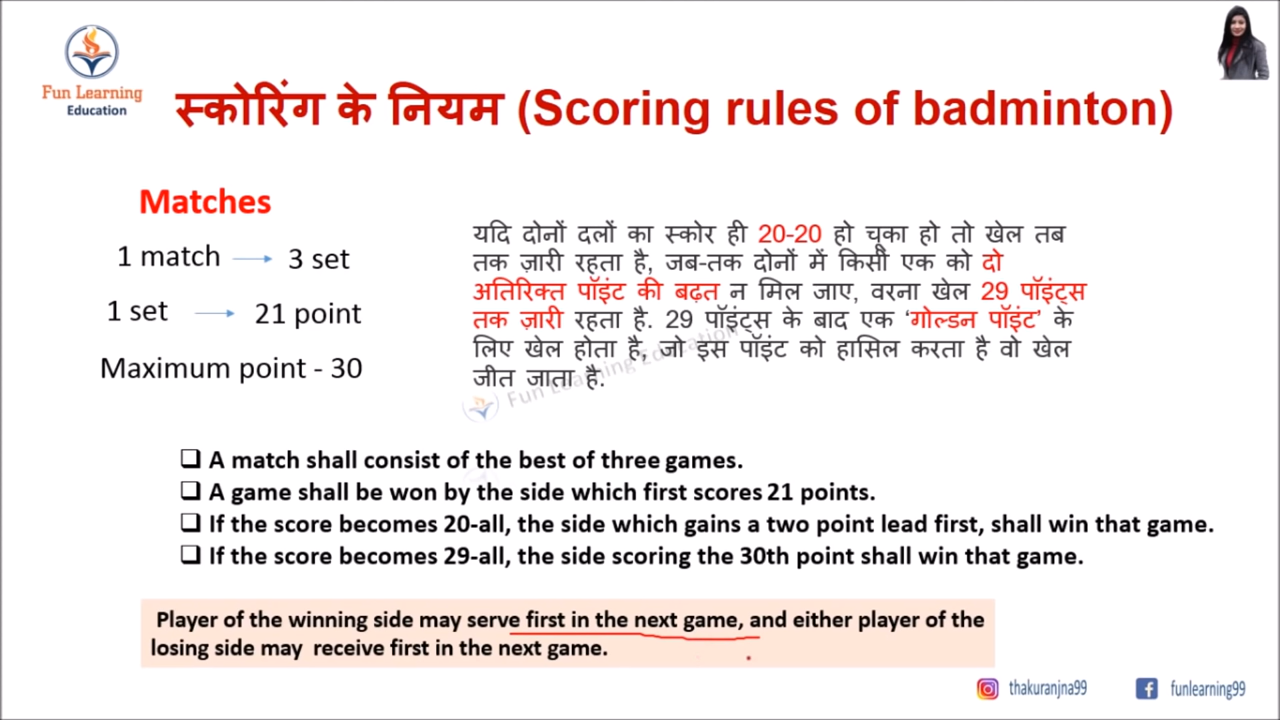 Fun Learning
Education
स्कोरिंग के नियम (Scoring rules of badminton)
Matches
1 match → 3 set
1 set → 21 point
Maximum point - 30
यदि दोनों दलों का स्कोर ही 20-20 हो चूका हो तो खेल तब
तक ज़ारी रहता है, जब-तक दोनों में किसी एक को दो
अतिरिक्त पॉइंट की बढ़त न मिल जाए, वरना खेल 29 पॉइंट्स
तक ज़ारी रहता है. 29 पॉइंट्स के बाद एक ‘गोल्डन पॉइंट’ के
लिए खेल होता है, जो इस पॉइंट को हासिल करता है वो खेल
जीत जाता है.
Fun Learning Education
❑ A match shall consist of the best of three games.
❑ A game shall be won by the side which first scores 21 points.
❑ If the score becomes 20-all, the side which gains a two point lead first, shall win that game.
❑ If the score becomes 29-all, the side scoring the 30th point shall win that game.
Player of the winning side may serve first in the next game, and either player of the
losing side may receive first in the next game.
thakuranjna99
funlearning99